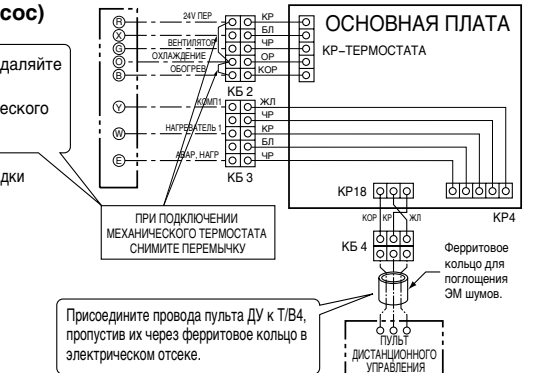 сос)
даляйте
еского
дки
R
X
G
O
B
Y
W
E
24V ПЕР
ВЕНТИЛЯТОР
ОХЛАЖДЕНИЕ
ОБОГРЕВ
КОМП1
НАГРЕВАТЕЛЬ 1
АВАР, НАГР
КБ 2
КБ 3
КР
БЛ
ЧР
ОР
КОР
ЖЛ
ЧР
КР
БЛ
ЧР
ОСНОВНАЯ ПЛАТА
КР–ТЕРМОСТАТА
КР18
КР4
КОР
КР
ЖЛ
КБ 4
ПРИ ПОДКЛЮЧЕНИИ
МЕХАНИЧЕСКОГО ТЕРМОСТАТА
СНИМИТЕ ПЕРЕМЫЧКУ
Ферритовое
кольцо для
поглощения
ЭМ шумов.
Присоедините провода пульта ДУ к Т/В4,
пропустив их через ферритовое кольцо в
электрическом отсеке.
ПУЛЬТ
ДИСТАНЦИОННОГО
УПРАВЛЕНИЯ